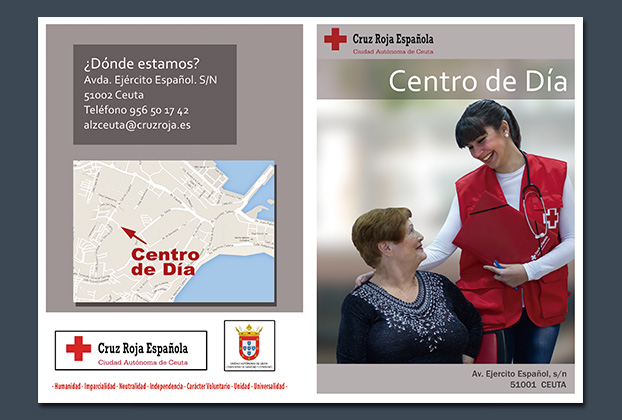 ¿Dónde estamos?
Avda. Ejército Español. S/N
51002 Ceuta
Teléfono 956 50 17 42
alzceuta@cruzroja.es
Centro
de Día
Cruz Roja Española
Ciudad Autónoma de Ceuta
- Humanidad - Imparcialidad - Neutralidad - Independencia - Carácter Voluntario - Unidad - Universalidad -
Cruz Roja Española
Ciudad Autónoma de Ceuta
Centro de Día
Av. Ejercito Español, s/n
51001 CEUTA